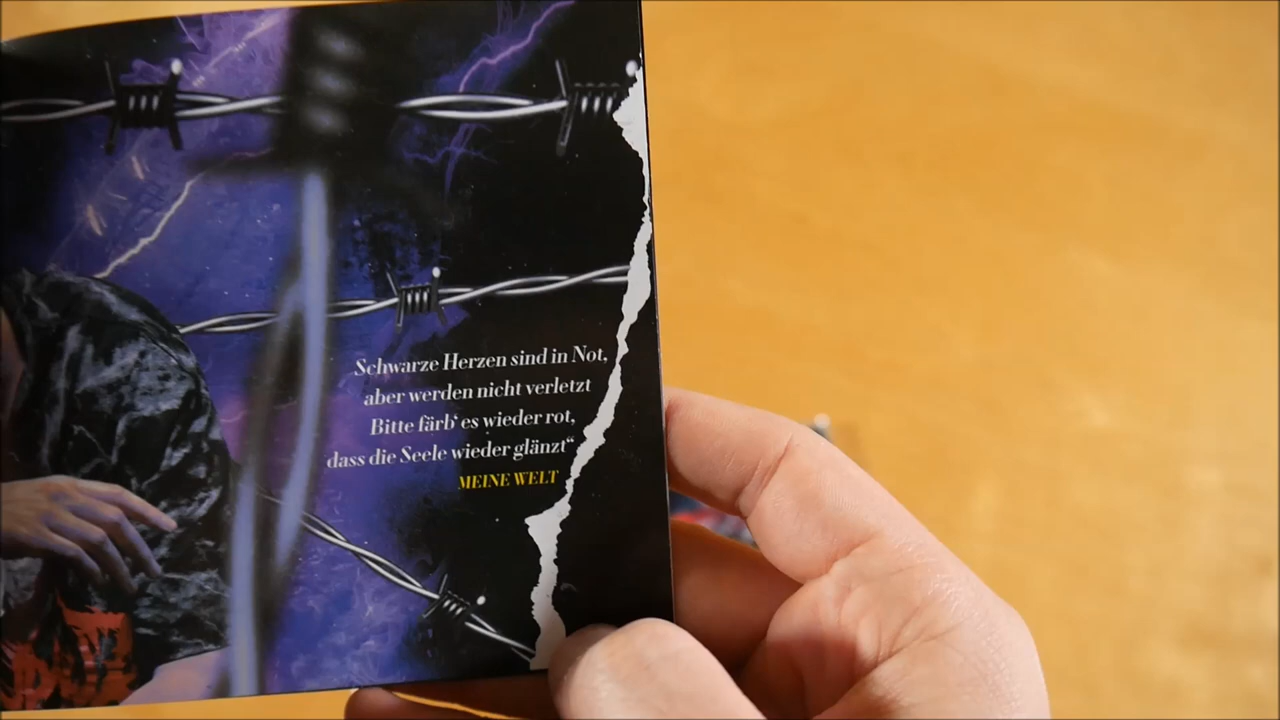 Schwarze Herzen sind in Not,
aber werden nicht verletzt
Bitte färb‘ es wieder rot,
dass die Seele wieder glänzt“
MEINE WELT